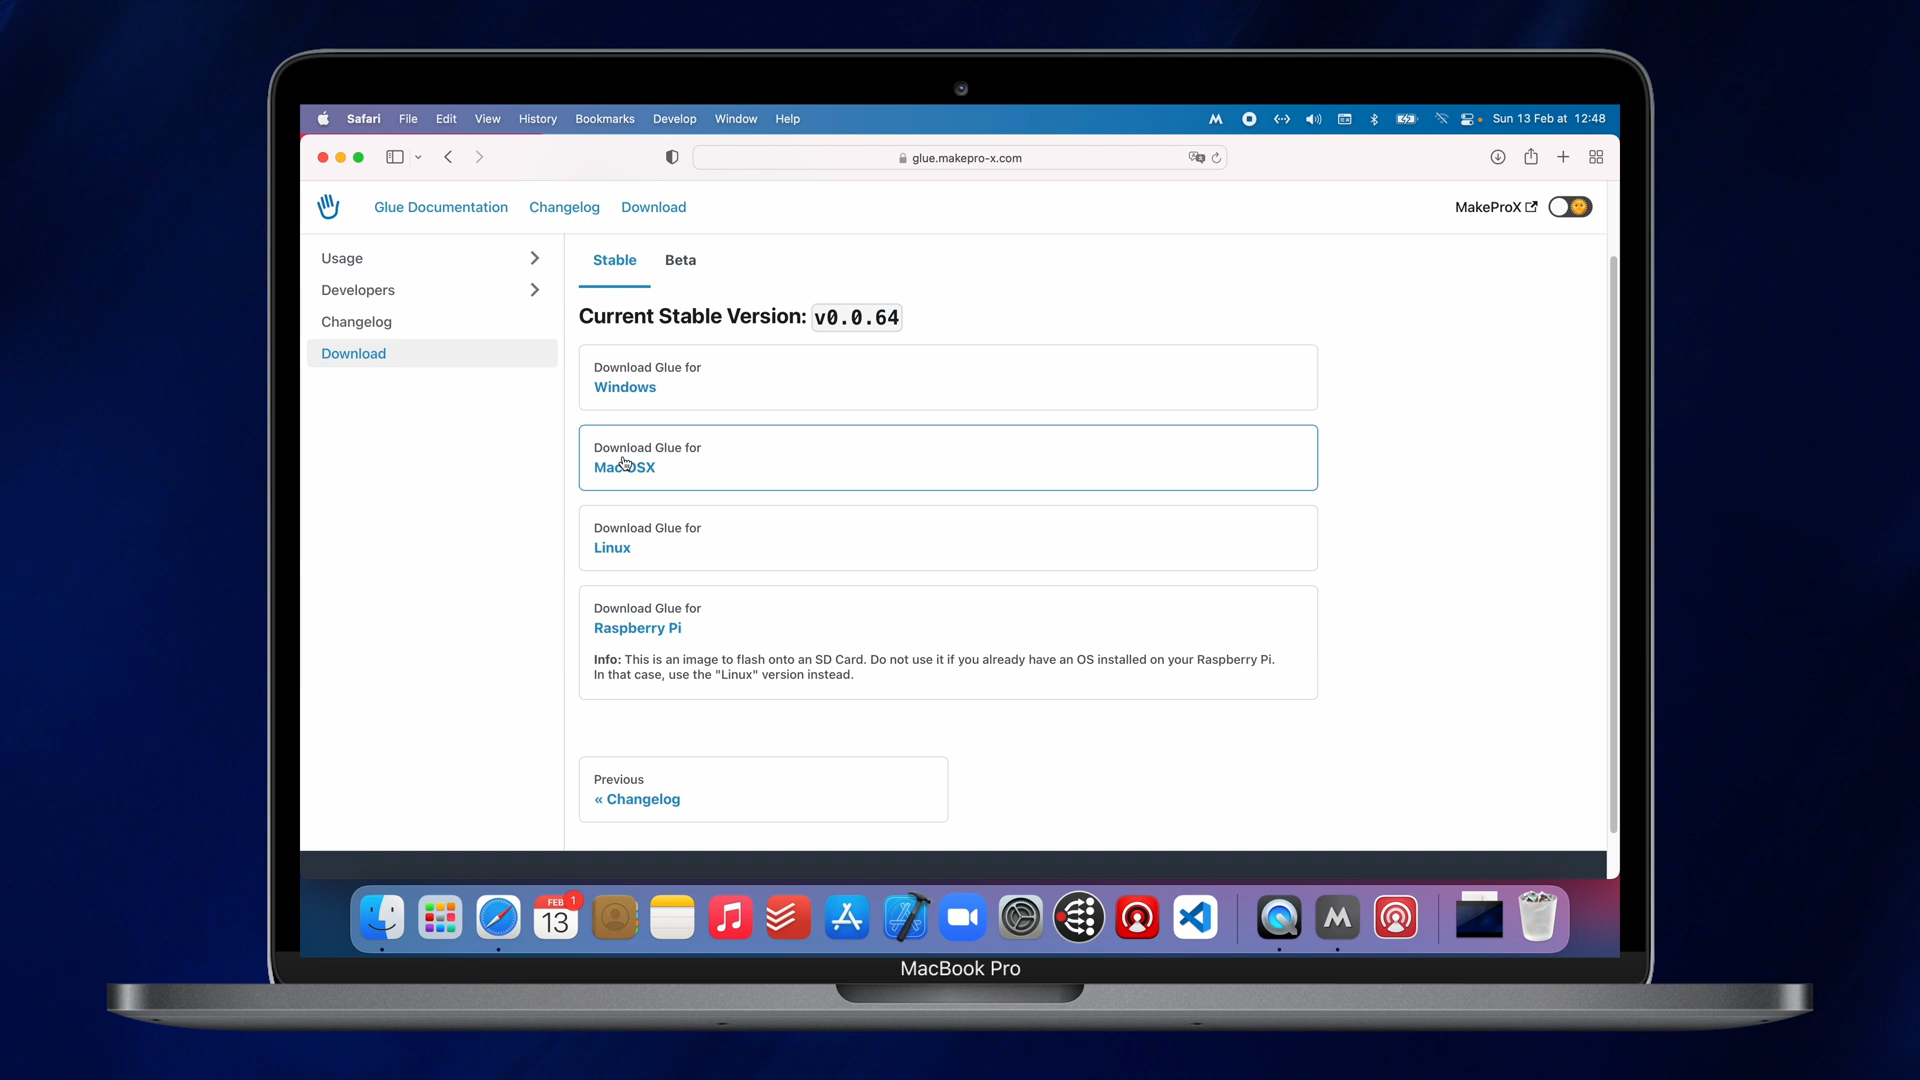 Safari File Edit View History Bookmarks Develop Window Help Sun 13 Feb at 12:48
glue.makepro-x.com
Glue Documentation Changelog Download MakeProX
Usage
Developers
Changelog
Download
Stable Beta
Current Stable Version: v0.0.64
Download Glue for
Windows
Download Glue for
MacOSX
Download Glue for
Linux
Download Glue for
Raspberry Pi
Info: This is an image to flash onto an SD Card. Do not use it if you already have an OS installed on your Raspberry Pi.
In that case, use the "Linux" version instead.
Previous
« Changelog
FEB 1
13
MacBook Pro